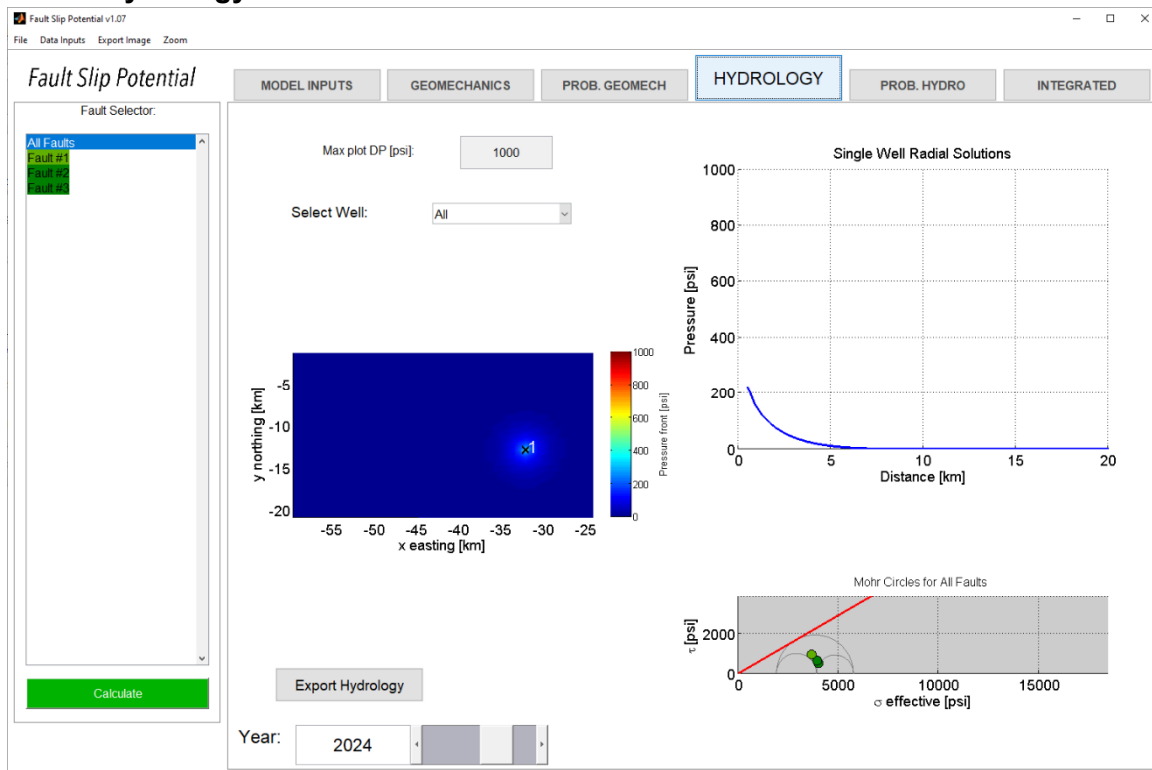 Fault Slip Potential v1.07
File Data Inputs Export Image Zoom
Fault Slip Potential
MODEL INPUTS GEOMECHANICS PROB. GEOMECH HYDROLOGY PROB. HYDRO INTEGRATED
Fault Selector:
All Faults
Fault #1
Fault #2
Fault #3
Calculate
Max plot DP [psi]: 1000
Select Well: All
1
y northing [km]
-5
-10
-15
-20
-55 -50 -45 -40 -35 -30 -25
x easting [km]
1000
800
600
400
200
0
Pressure front [psi]
Export Hydrology
Year: 2024
Single Well Radial Solutions
Pressure [psi]
1000
800
600
400
200
0
0 5 10 15 20
Distance [km]
Mohr Circles for All Faults
τ [psi]
2000
0
0 5000 10000 15000
σ effective [psi]